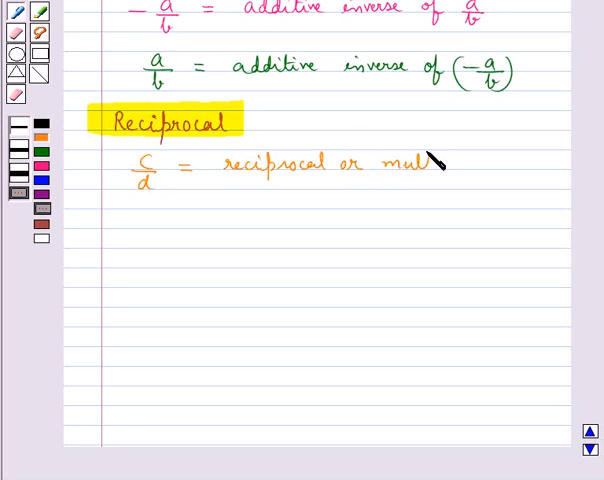 - a/b = additive inverse of a/b
a/b = additive inverse of (-a/b)
Reciprocal
c/d = reciprocal or mul